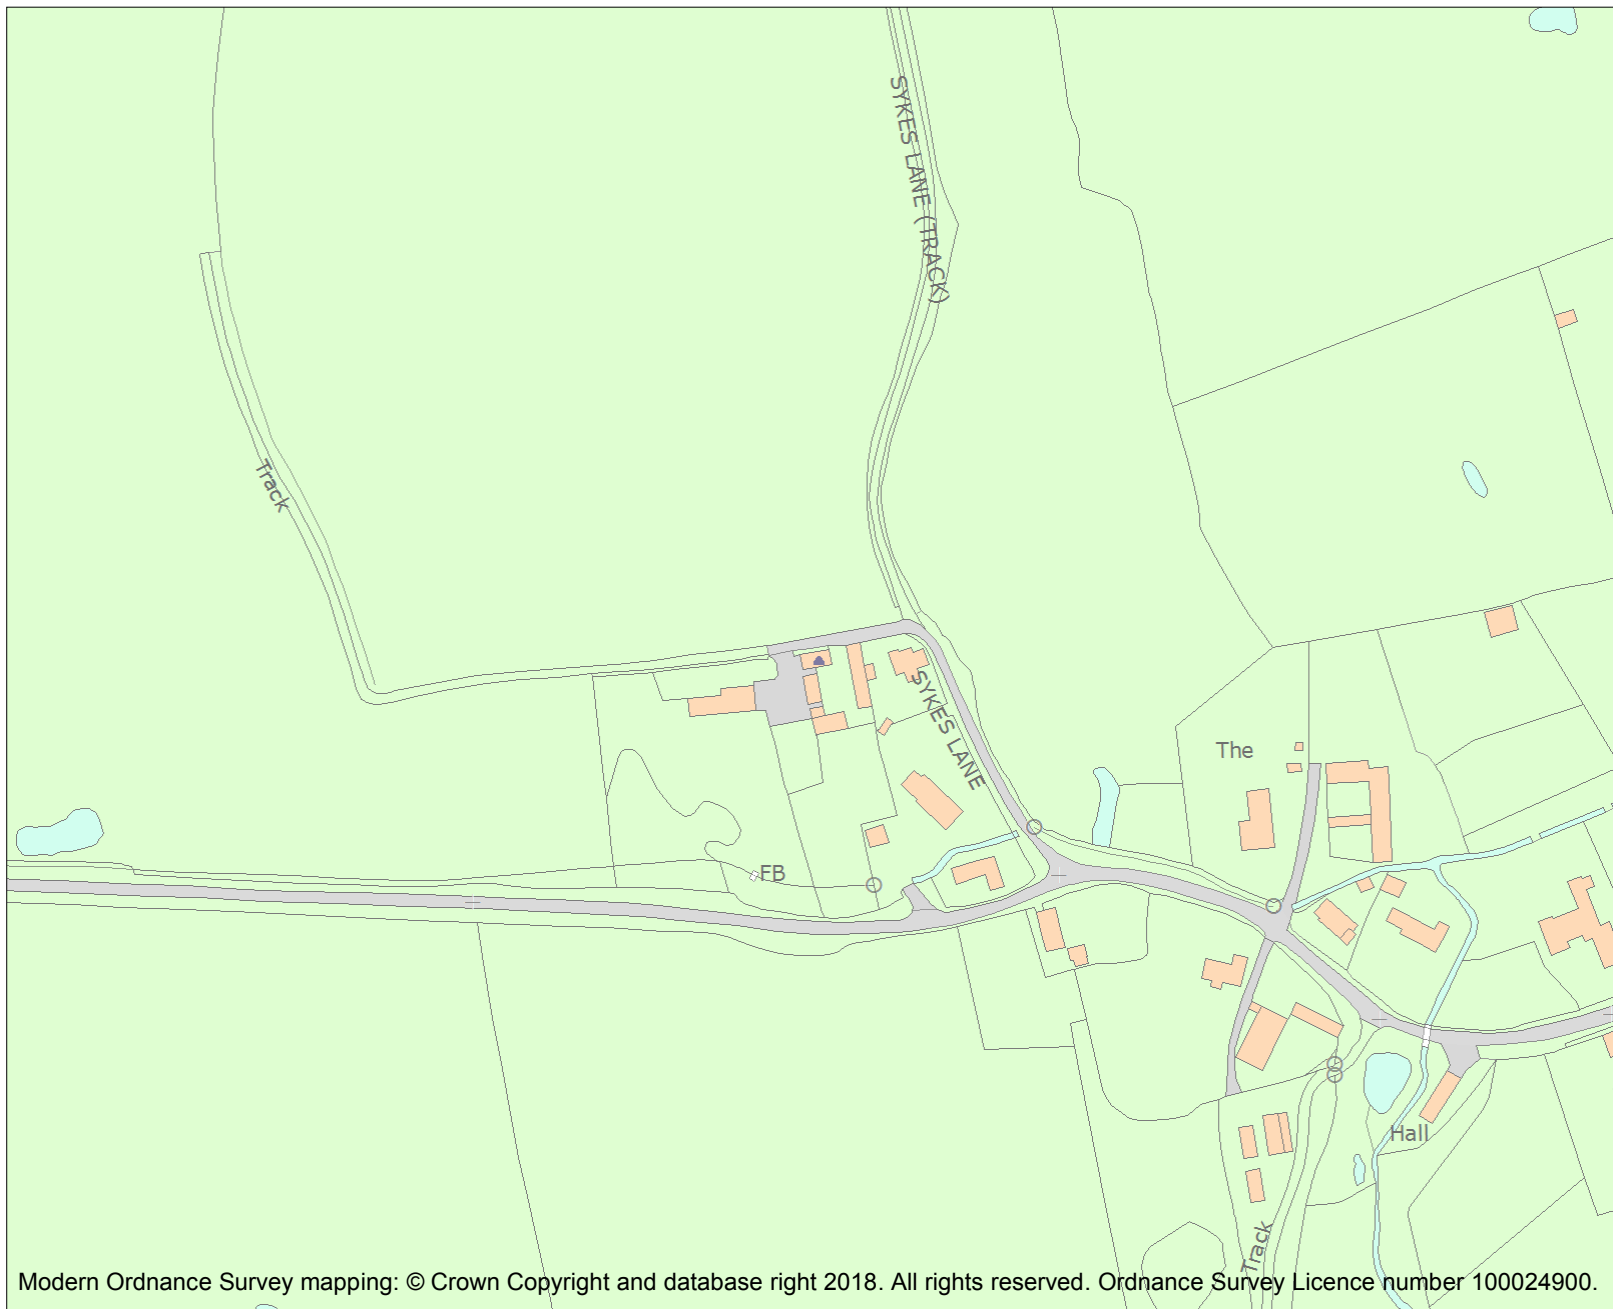 SYKES LANE (TRACK)
Track
SYKES LANE
The
FB
Hall
Track
Modern Ordnance Survey mapping: © Crown Copyright and database right 2018. All rights reserved. Ordnance Survey Licence number 100024900.